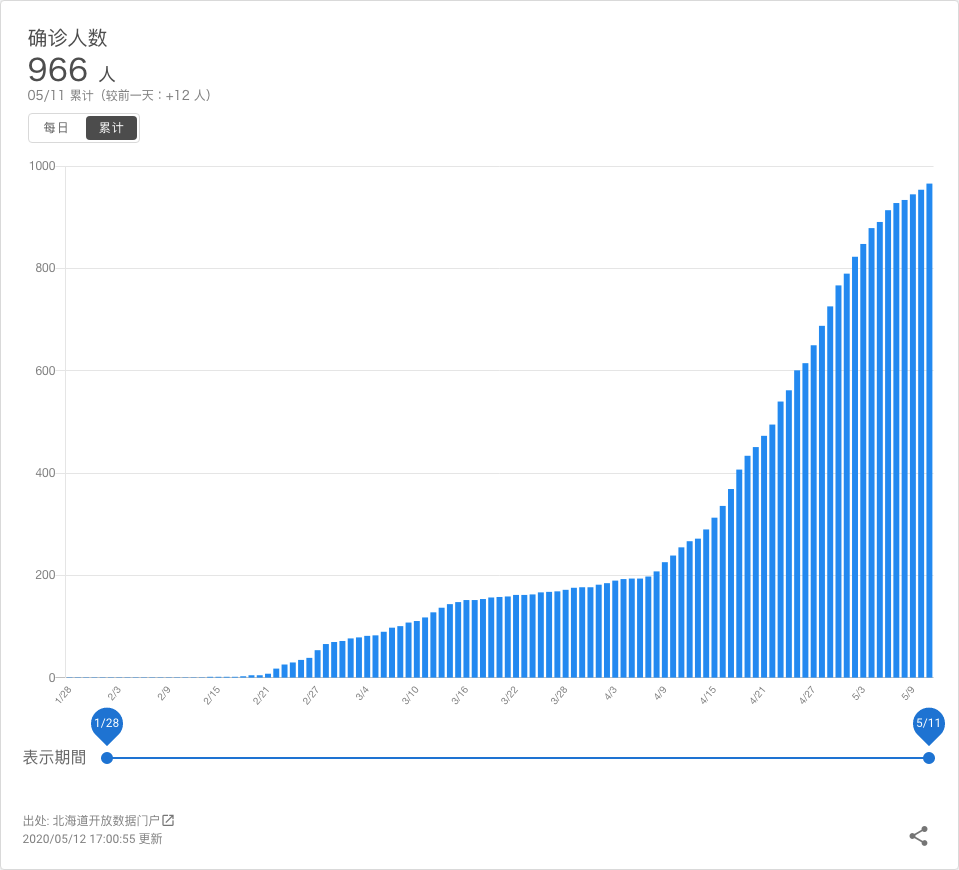 确诊人数
966 人
05/11 累计（较前一天：+12 人）
每日 累计
1000
800
600
400
200
0
1/28 2/3 2/9 2/15 2/21 2/27 3/4 3/10 3/16 3/22 3/28 4/3 4/9 4/15 4/21 4/27 5/3 5/9
1/28 5/11
表示期間
出处: 北海道开放数据门户
2020/05/12 17:00:55 更新